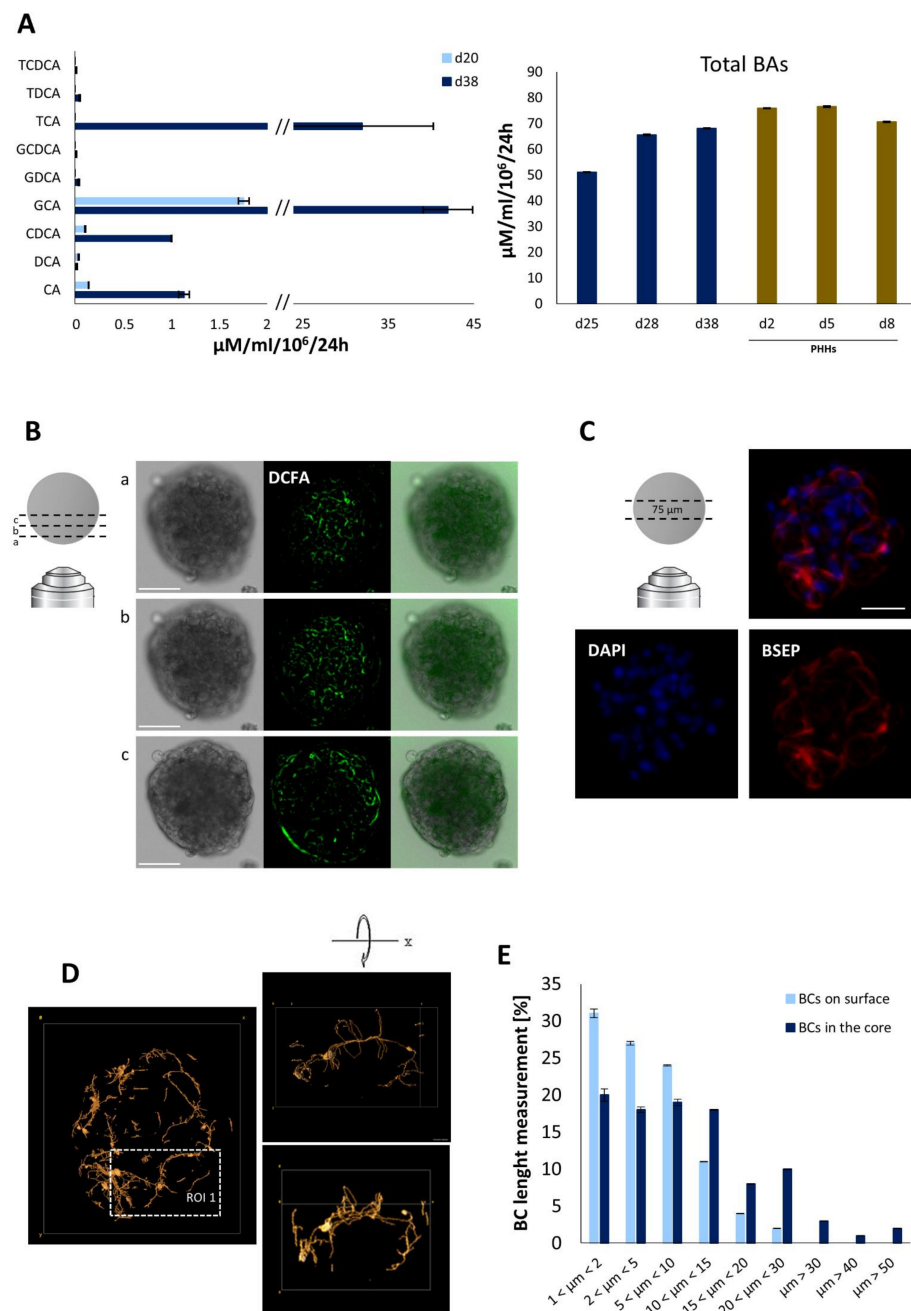 A
TCDCA
TDCA
TCA
GCDCA
GDCA
GCA
CDCA
DCA
CA
d20
d38
//
//
//
0 0.5 1 1.5 2 25 35 45
µM/ml/10⁶/24h
Total BAs
µM/ml/10⁶/24h
90
80
70
60
50
40
30
20
10
0
d25 d28 d38 d2 d5 d8
PHHs
B
c
b
a
a
DCFA
b
c
C
75 µm
DAPI
BSEP
D
x
ROI 1
E
BCs on surface
BCs in the core
BC lenght measurement [%]
35
30
25
20
15
10
5
0
1 < µm < 2
2 < µm < 5
5 < µm < 10
10 < µm < 15
15 < µm < 20
20 < µm < 30
µm > 30
µm > 40
µm > 50